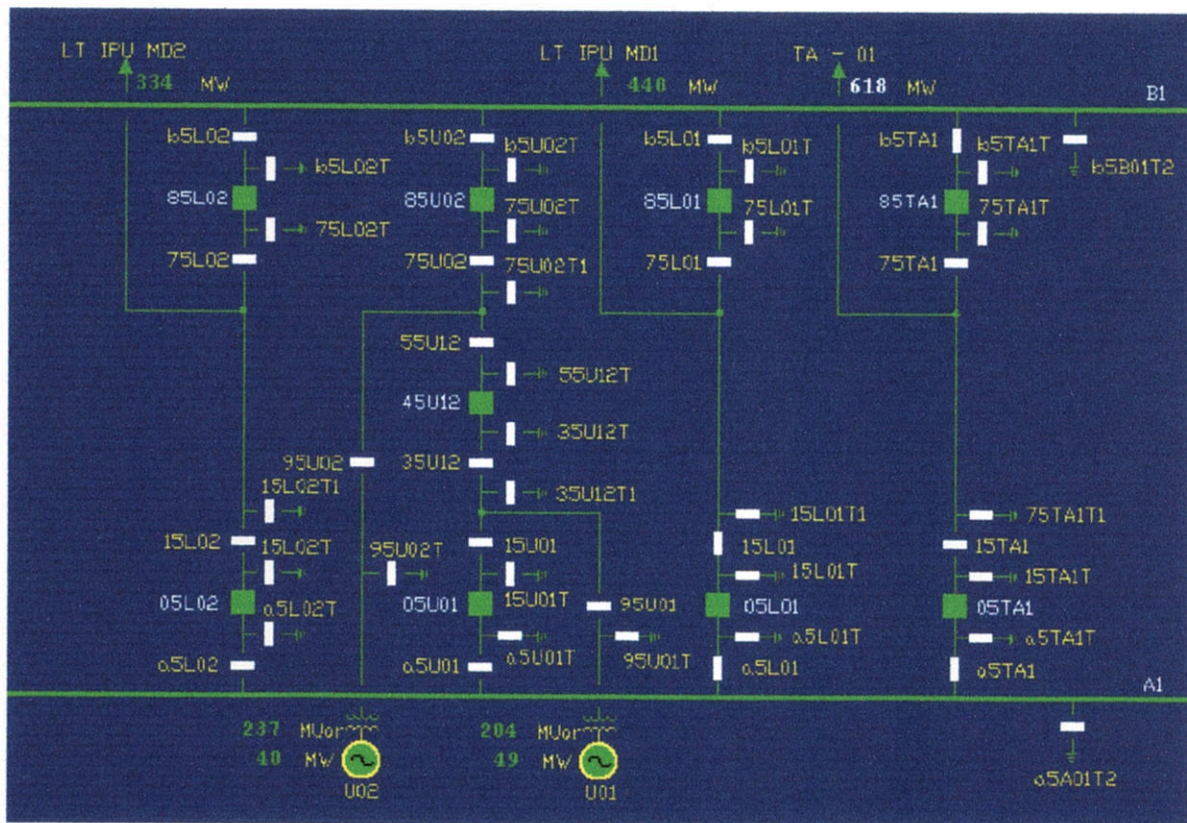 LT IPU MD2 LT IPU MD1 TA - 01
334 MW 440 MW 618 MW
B1
b5L02 b5U02 b5L01 b5TA1
b5L02T b5U02T b5L01T b5TA1T b5B01T2
85L02 85U02 85L01 85TA1
75L02T 75U02T 75L01T 75TA1T
75L02 75U02 75U02T1 75L01 75TA1
55U12
55U12T
45U12
35U12T
95U02 35U12
15L02T1 35U12T1 15L01T1 75TA1T1
15L02 15L02T 95U02T 15U01 15L01 15TA1
15L01T 15TA1T
05L02 a5L02T 05U01 15U01T 95U01 05L01 05TA1
a5L01T a5TA1T
a5L02 a5U01 a5U01T 95U01T a5L01 a5TA1
A1
237 MVor 204 MVor
40 MW 49 MW
U02 U01 a5A01T2